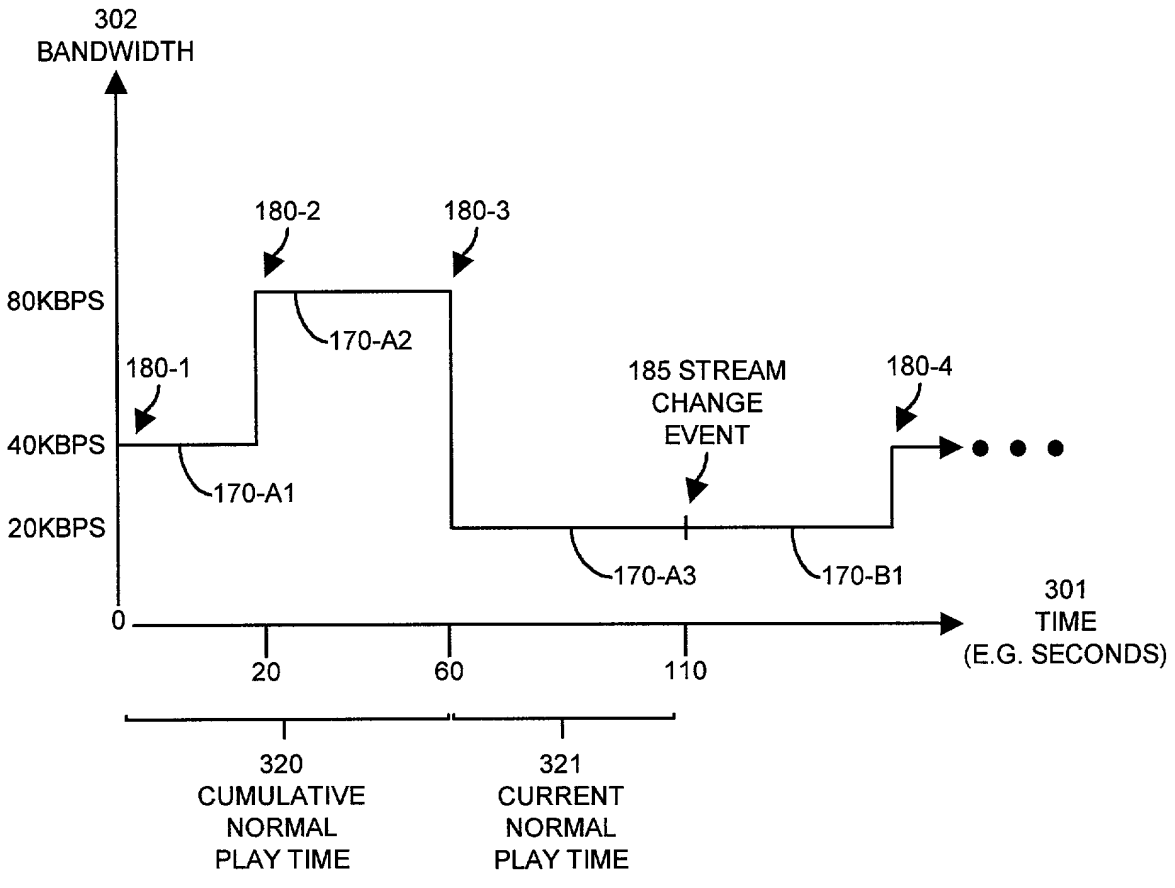 302
BANDWIDTH
180-2
180-3
80KBPS
170-A2
180-1
185 STREAM
CHANGE
EVENT
180-4
40KBPS
170-A1
20KBPS
170-A3
170-B1
301
TIME
(E.G. SECONDS)
0
20
60
110
320
CUMULATIVE
NORMAL
PLAY TIME
321
CURRENT
NORMAL
PLAY TIME